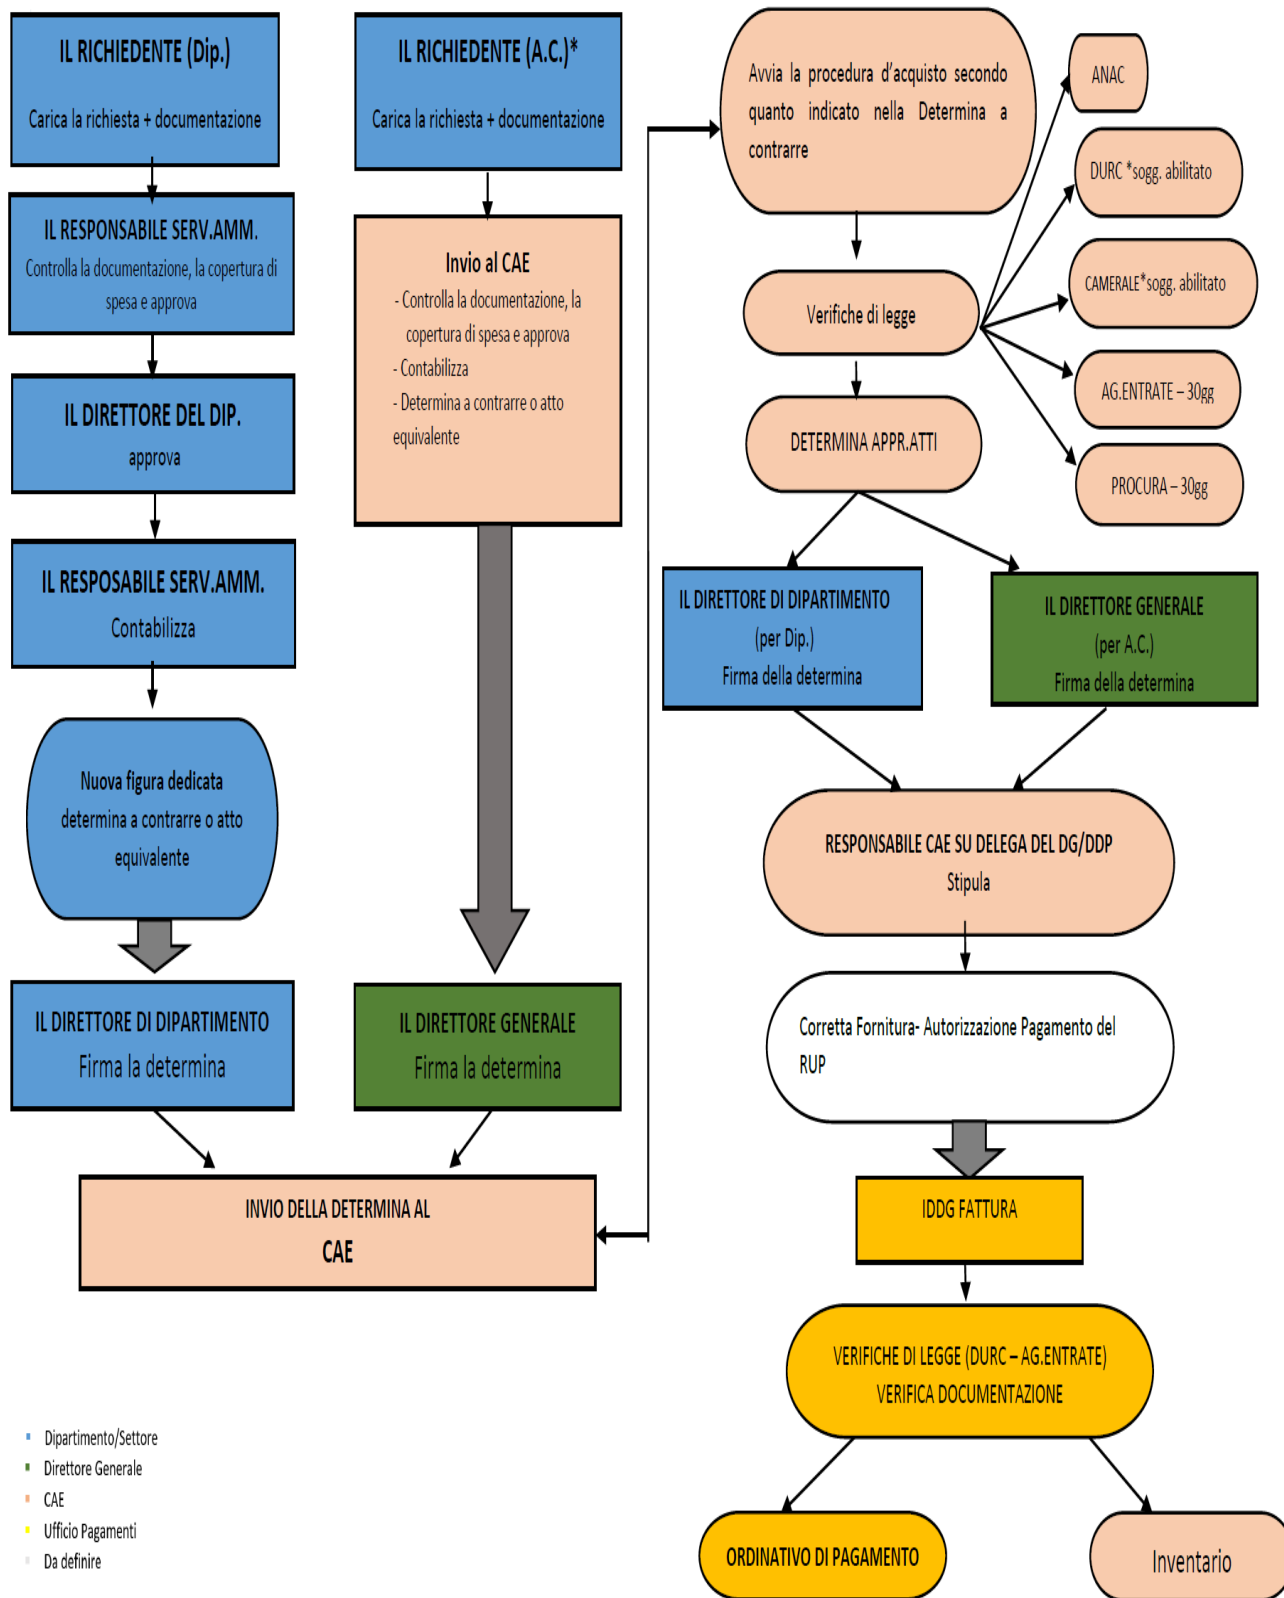 IL RICHIEDENTE (Dip.)
Carica la richiesta + documentazione
IL RESPONSABILE SERV.AMM.
Controlla la documentazione, la copertura di
spesa e approva
IL DIRETTORE DEL DIP.
approva
IL RESPOSABILE SERV.AMM.
Contabilizza
Nuova figura dedicata
determina a contrarre o atto
equivalente
IL DIRETTORE DI DIPARTIMENTO
Firma la determina
IL RICHIEDENTE (A.C.)*
Carica la richiesta + documentazione
Invio al CAE
- Controlla la documentazione, la
copertura di spesa e approva
- Contabilizza
- Determina a contrarre o atto
equivalente
IL DIRETTORE GENERALE
Firma la determina
INVIO DELLA DETERMINA AL
CAE
Avvia la procedura d'acquisto secondo
quanto indicato nella Determina a
contrarre
Verifiche di legge
ANAC
DURC *sogg. abilitato
CAMERALE*sogg. abilitato
AG.ENTRATE – 30gg
PROCURA – 30gg
DETERMINA APPR.ATTI
IL DIRETTORE DI DIPARTIMENTO
(per Dip.)
Firma della determina
IL DIRETTORE GENERALE
(per A.C.)
Firma della determina
RESPONSABILE CAE SU DELEGA DEL DG/DDP
Stipula
Corretta Fornitura- Autorizzazione Pagamento del
RUP
IDDG FATTURA
VERIFICHE DI LEGGE (DURC – AG.ENTRATE)
VERIFICA DOCUMENTAZIONE
ORDINATIVO DI PAGAMENTO
Inventario
Dipartimento/Settore
Direttore Generale
CAE
Ufficio Pagamenti
Da definire